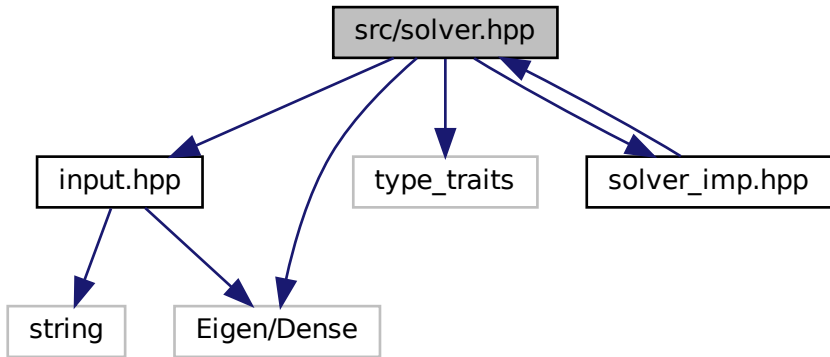 src/solver.hpp
input.hpp
type_traits
solver_imp.hpp
string
Eigen/Dense